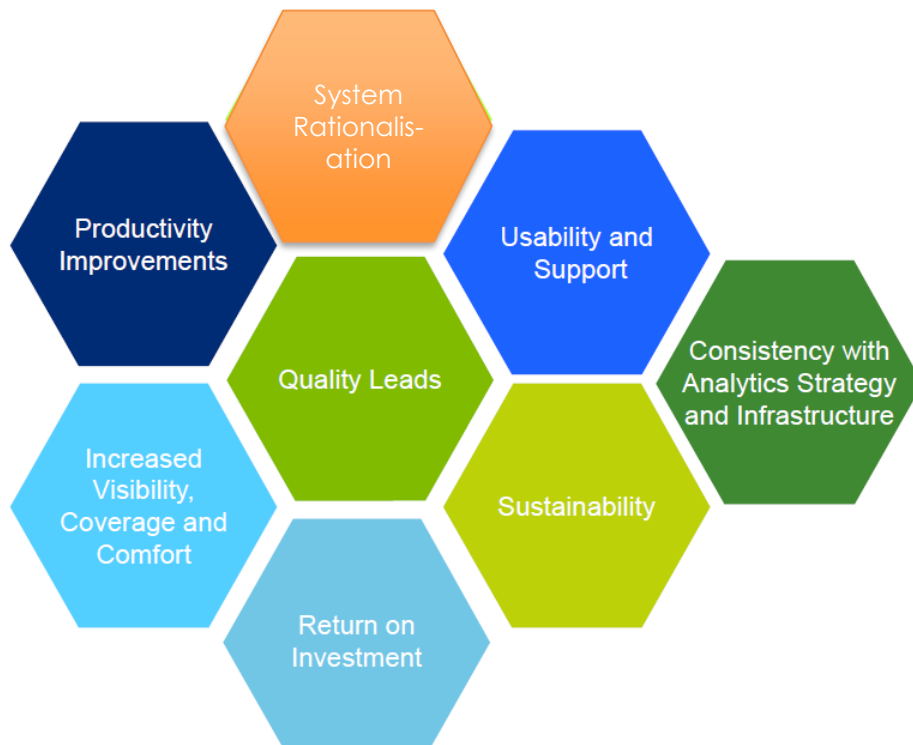 System
Rationalis-
ation
Productivity
Improvements
Usability and
Support
Quality Leads
Consistency with
Analytics Strategy
and Infrastructure
Increased
Visibility,
Coverage and
Comfort
Sustainability
Return on
Investment